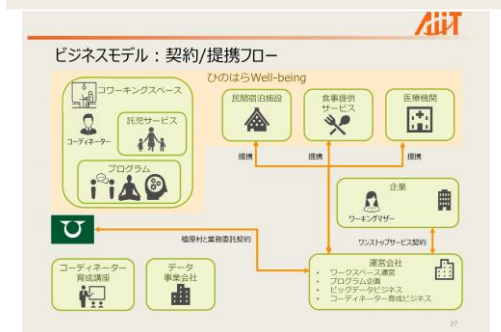 AIIT
ビジネスモデル：契約/提携フロー
ひのはらWell-being
コワーキングスペース
コーディネーター
託児サービス
プログラム
民間宿泊施設
食事提供
サービス
医療機関
提携
提携
提携
企業
ワーキングマザー
檜原村と業務委託契約
ワンストップサービス契約
コーディネーター
育成講座
データ
事業会社
運営会社
• ワークスペース運営
• プログラム企画
• ビッグデータビジネス
• コーディネーター育成ビジネス
27